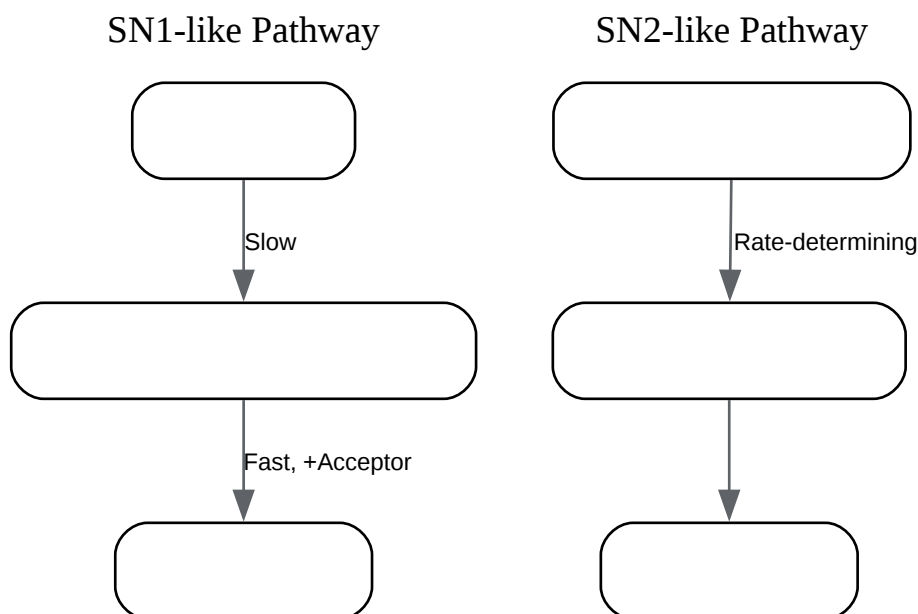 SN1-like Pathway
SN2-like Pathway
Slow
Rate-determining
Fast, +Acceptor